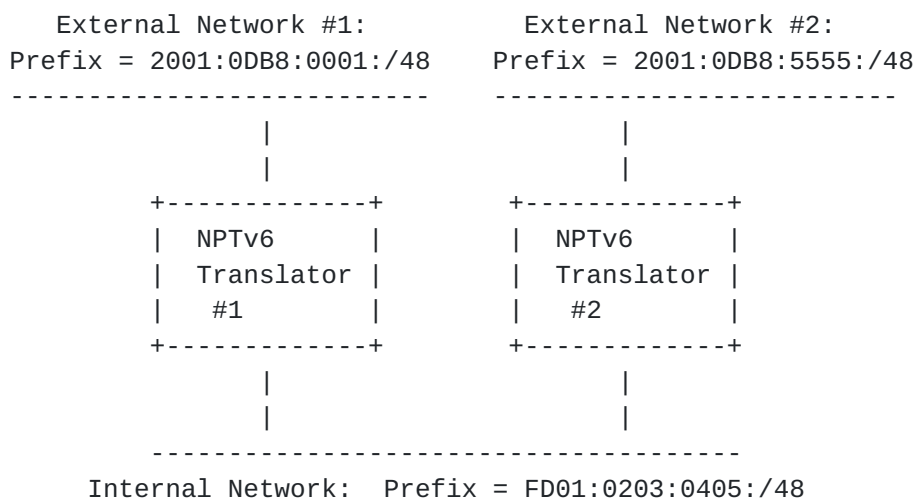 External Network #1: External Network #2:
Prefix = 2001:0DB8:0001:/48 Prefix = 2001:0DB8:5555:/48
NPTv6 NPTv6
Translator Translator
#1 #2
Internal Network: Prefix = FD01:0203:0405:/48